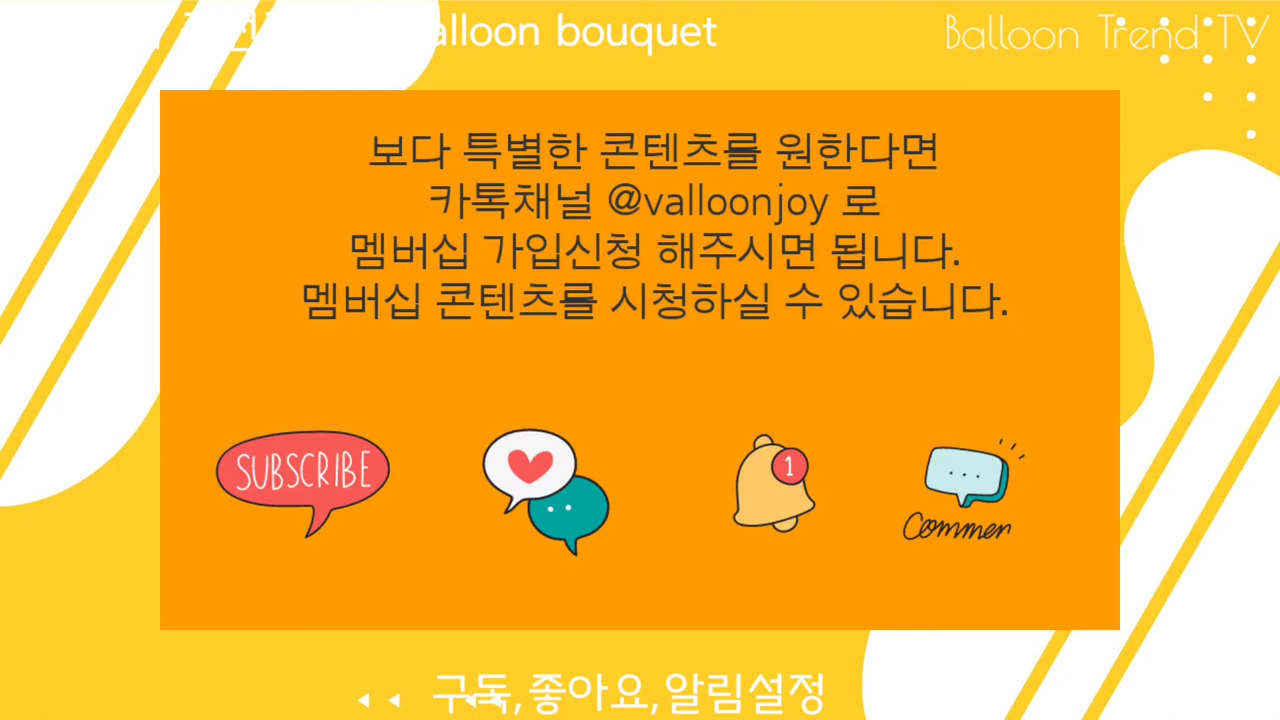 balloon bouquet
Balloon Trend TV
보다 특별한 콘텐츠를 원한다면
카톡채널 @valloonjoy 로
멤버십 가입신청 해주시면 됩니다.
멤버십 콘텐츠를 시청하실 수 있습니다.
SUBSCRIBE
1
Commen
구독,좋아요,알림설정